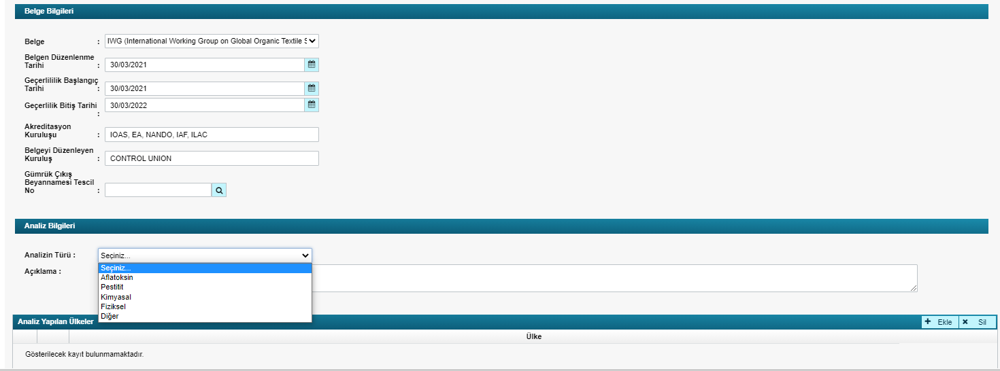 Belge Bilgileri
Belge : IWG (International Working Group on Global Organic Textile S
Belgen Düzenlenme
Tarihi : 30/03/2021
Geçerlililik Başlangıç
Tarihi : 30/03/2021
Geçerlilik Bitiş Tarihi : 30/03/2022
Akreditasyon
Kuruluşu : IOAS, EA, NANDO, IAF, ILAC
Belgeyi Düzenleyen
Kuruluş : CONTROL UNION
Gümrük Çıkış
Beyannamesi Tescil
No :
Analiz Bilgileri
Analizin Türü : Seçiniz...
Seçiniz...
Açıklama :
Aflatoksin
Pestitit
Kimyasal
Fiziksel
Diğer
Analiz Yapılan Ülkeler + Ekle × Sil
Ülke
Gösterilecek kayıt bulunmamaktadır.